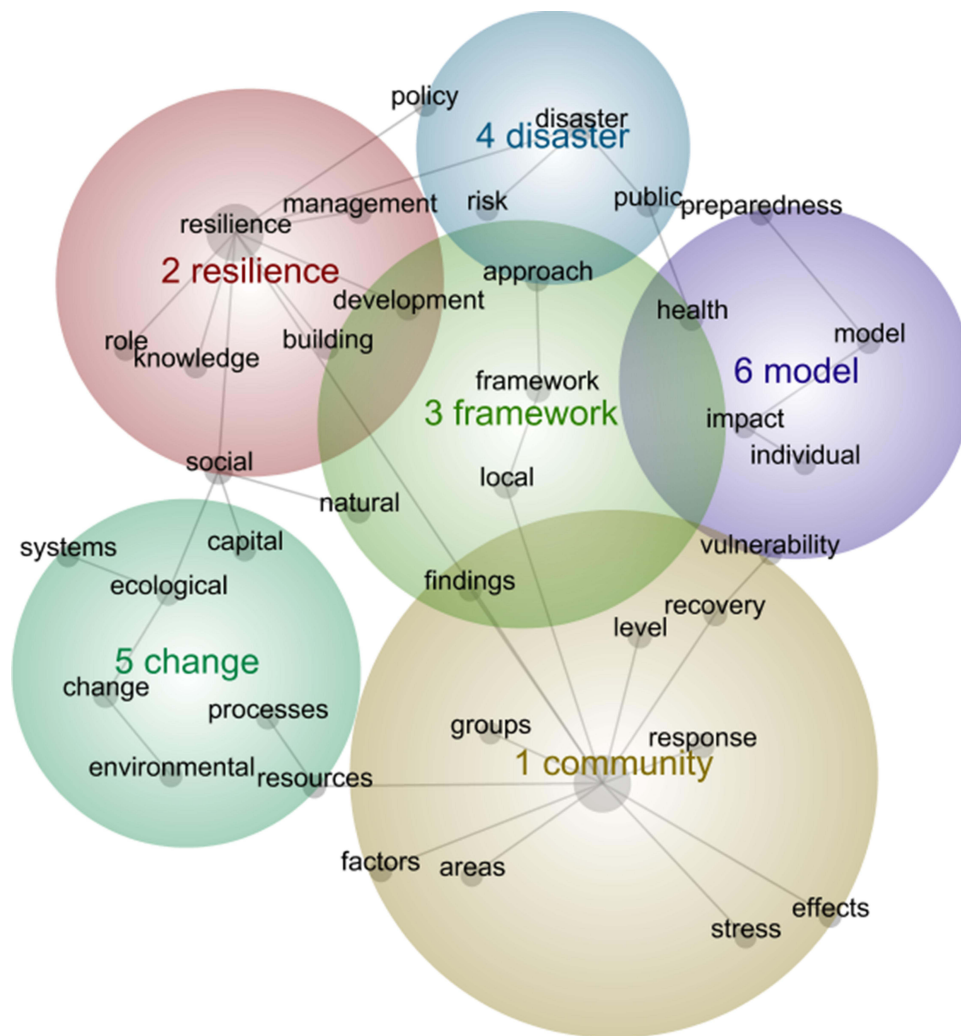 policy
disaster
4 disaster
management
risk
public
preparedness
resilience
2 resilience
approach
development
health
role
knowledge
building
model
6 model
framework
3 framework
impact
individual
social
local
natural
systems
capital
vulnerability
ecological
findings
recovery
level
5 change
change
processes
groups
response
1 community
environmental
resources
factors
areas
effects
stress